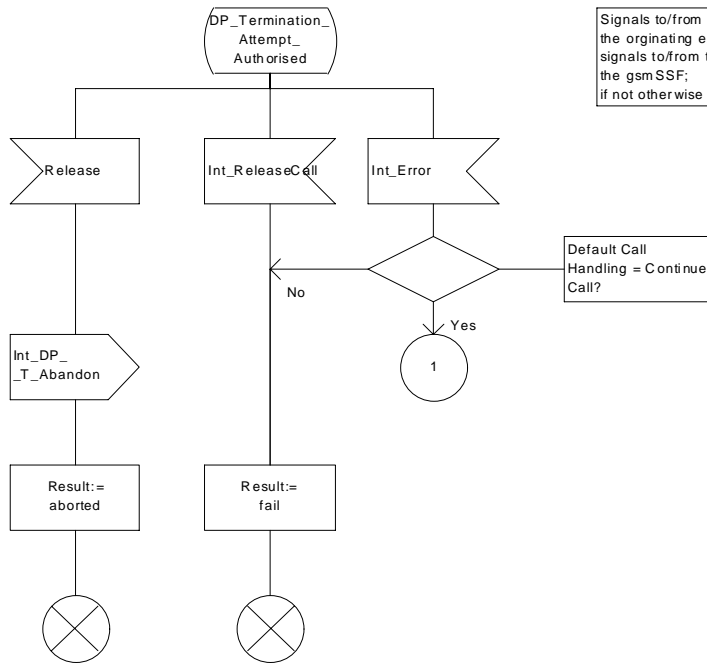 DP_Termination_
Attempt_
Authorised
Signals to/from
the orginating e
signals to/from t
the gsmSSF;
if not otherwise
Release
Int_ReleaseCall
Int_Error
Default Call
Handling = Continue
Call?
No
Yes
Int_DP_
_T_Abandon
1
Result:=
aborted
Result:=
fail